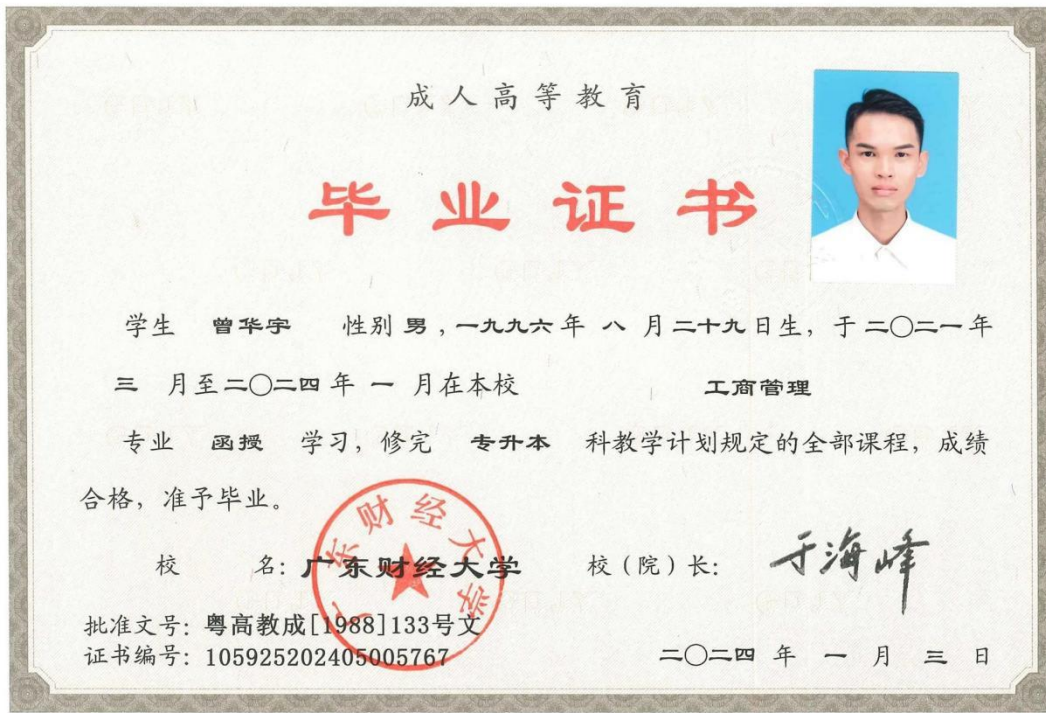 成人高等教育
毕业证书
学生 曾华宇 性别 男，一九九六年 八 月二十九日生，于二〇二一年
三 月至二〇二四年 一 月在本校 工商管理
专业 函授 学习，修完 专升本 科教学计划规定的全部课程，成绩
合格，准予毕业。
广东财经大学
校 名：广东财经大学 校（院）长：于海峰
批准文号：粤高教成[1988]133号文
证书编号：105925202405005767 二〇二四 年 一 月 三 日